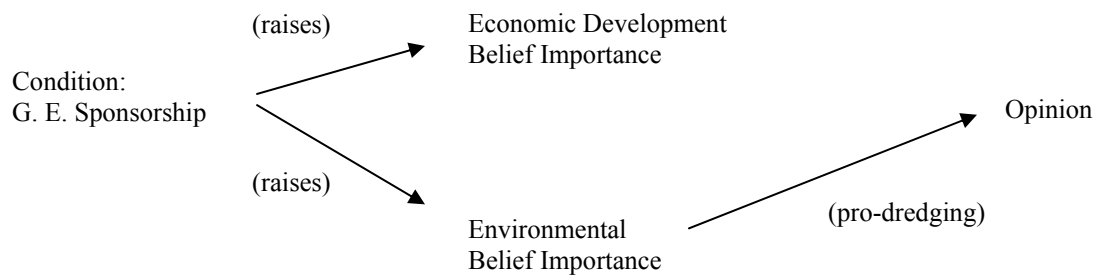 (raises)
Economic Development
Belief Importance
Condition:
G. E. Sponsorship
Opinion
(raises)
(pro-dredging)
Environmental
Belief Importance